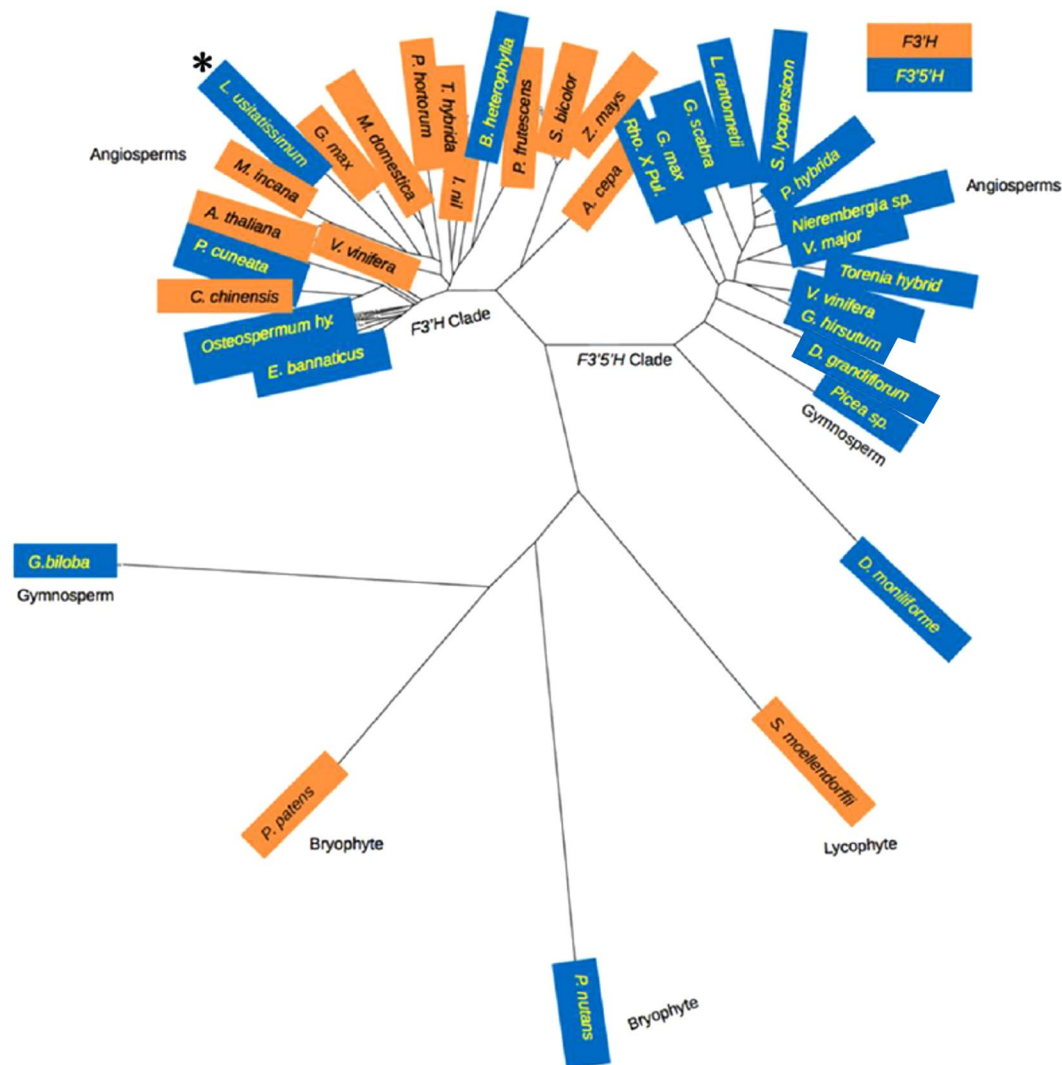 F3'H
F3'5'H
*
L. usitatissimum
G. max
M. domestica
P. hortorum
T. hybrida
I. nil
B. heterophylla
P. frutescens
S. bicolor
Z. mays
A. cepa
Rho. X Pul.
G. max
G. scabra
L. rantonnetii
S. lycopersicon
P. hybrida
Nierembergia sp.
V. major
Torenia hybrid
V. vinifera
G. hirsutum
D. grandiflorum
Picea sp.
Gymnosperm
Angiosperms
Angiosperms
M. incana
A. thaliana
V. vinifera
P. cuneata
C. chinensis
Osteospermum hy.
E. bannaticus
F3'H Clade
F3'5'H Clade
G.biloba
Gymnosperm
D. moniliforme
S. moellendorffii
Lycophyte
P. patens
Bryophyte
P. nutans
Bryophyte